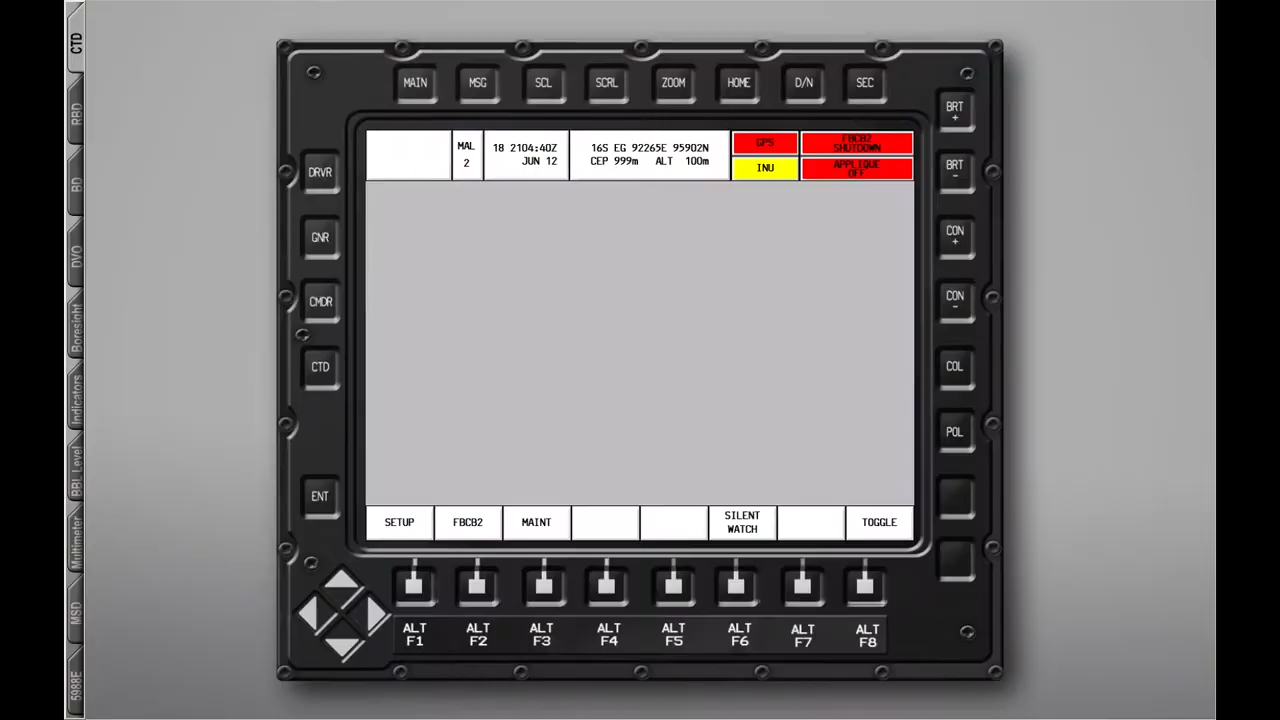 CTD
RBD
BD
DVO
Boresight
Indicators
BBL Level
Multimeter
MSD
5988E
MAIN
MSG
SCL
SCRL
ZOOM
HOME
D/N
SEC
DRVR
GNR
CMDR
CTD
ENT
MAL
2
18 2104:40Z
JUN 12
16S EG 92265E 95902N
CEP 999m ALT 100m
GPS
INU
FBCB2
SHUTDOWN
APPLIQUE
OFF
SETUP
FBCB2
MAINT
SILENT
WATCH
TOGGLE
BRT
+
BRT
-
CON
+
CON
-
COL
POL
ALT
F1
ALT
F2
ALT
F3
ALT
F4
ALT
F5
ALT
F6
ALT
F7
ALT
F8